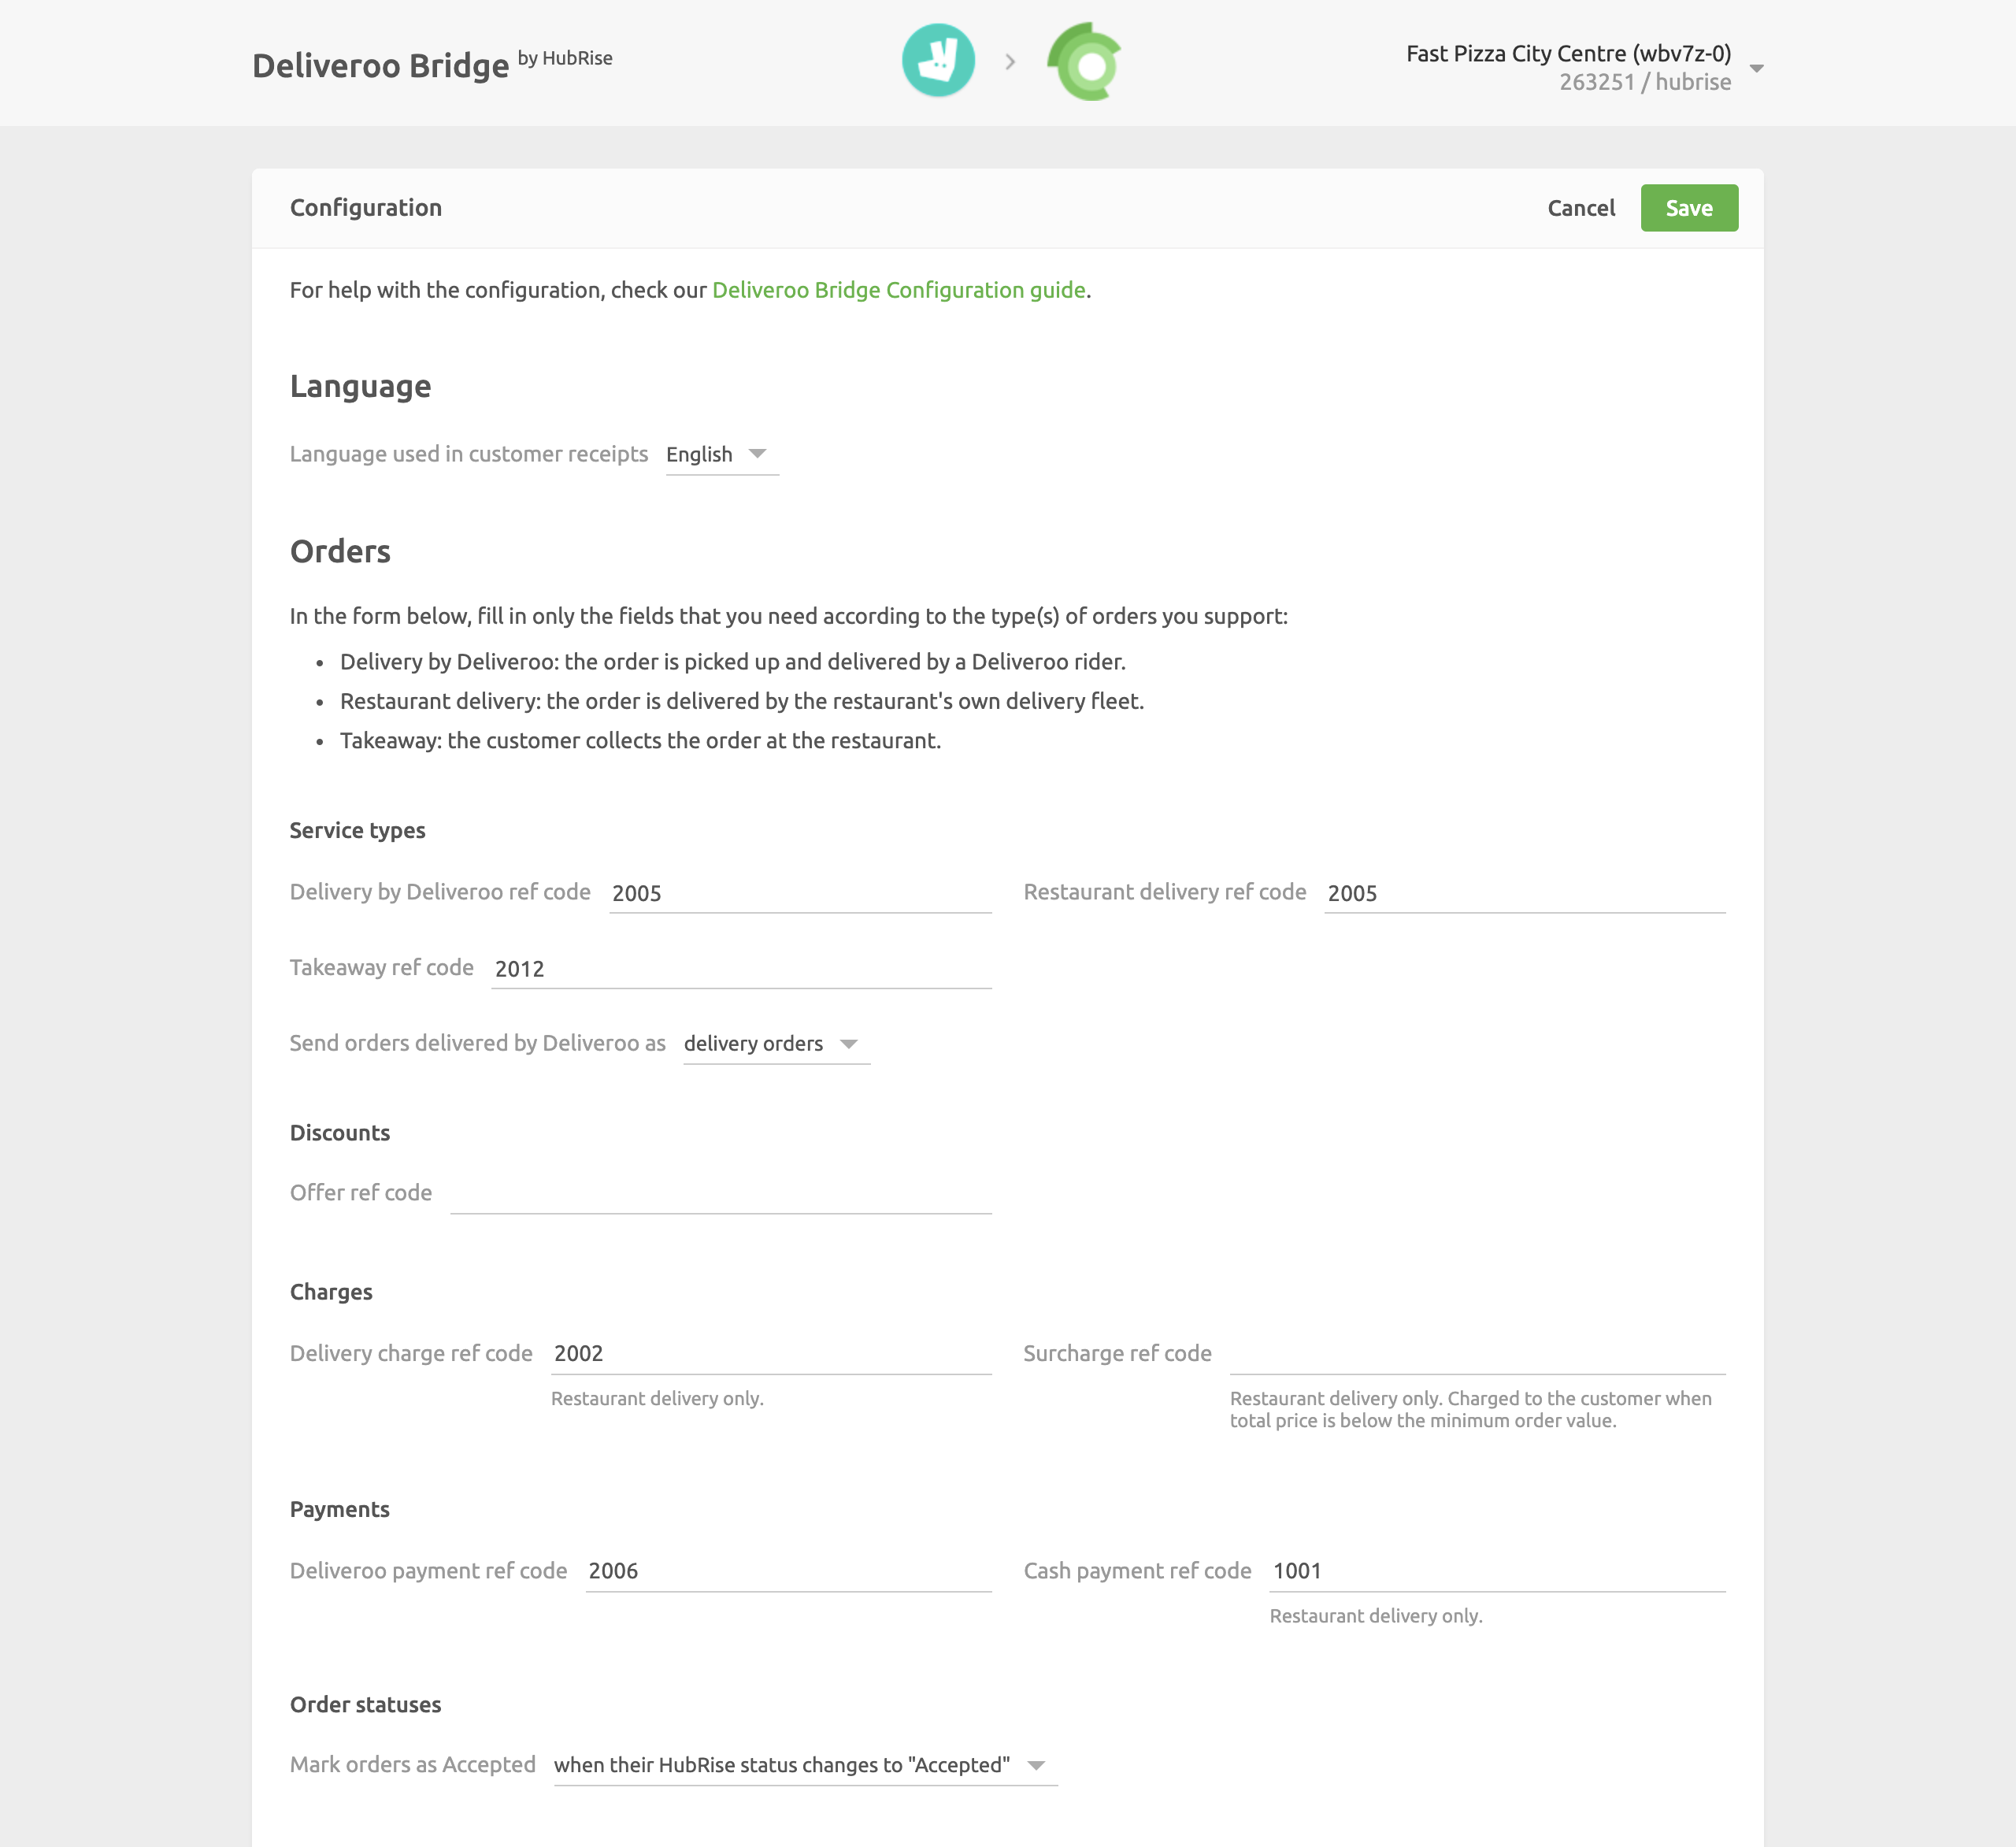 Deliveroo Bridge by HubRise
Fast Pizza City Centre (wbv7z-0)
263251 / hubrise
Configuration
Cancel
Save
For help with the configuration, check our Deliveroo Bridge Configuration guide.
Language
Language used in customer receipts English
Orders
In the form below, fill in only the fields that you need according to the type(s) of orders you support:
• Delivery by Deliveroo: the order is picked up and delivered by a Deliveroo rider.
• Restaurant delivery: the order is delivered by the restaurant's own delivery fleet.
• Takeaway: the customer collects the order at the restaurant.
Service types
Delivery by Deliveroo ref code 2005
Restaurant delivery ref code 2005
Takeaway ref code 2012
Send orders delivered by Deliveroo as delivery orders
Discounts
Offer ref code
Charges
Delivery charge ref code 2002
Restaurant delivery only.
Surcharge ref code
Restaurant delivery only. Charged to the customer when
total price is below the minimum order value.
Payments
Deliveroo payment ref code 2006
Cash payment ref code 1001
Restaurant delivery only.
Order statuses
Mark orders as Accepted when their HubRise status changes to "Accepted"